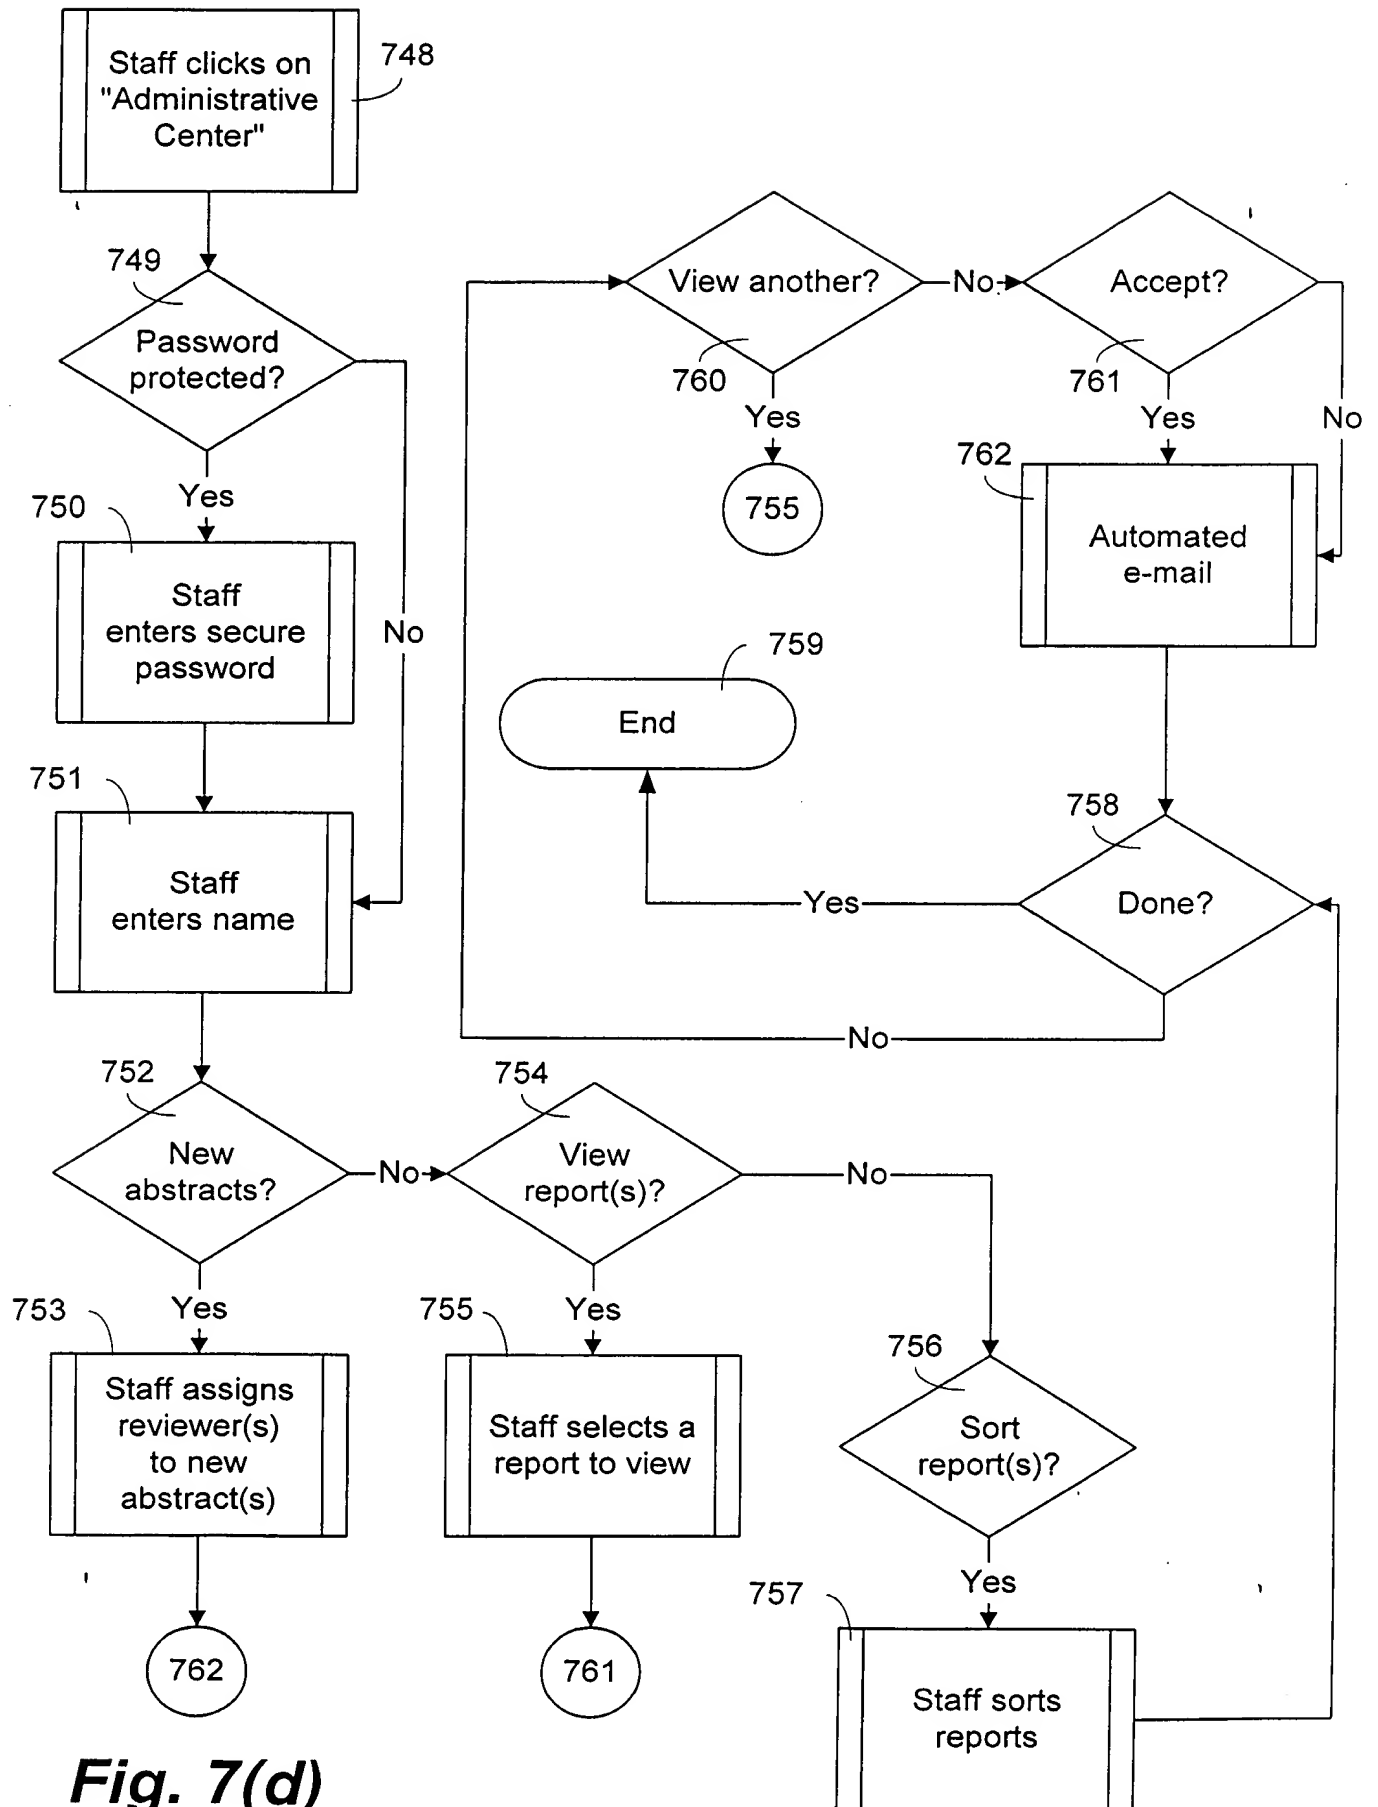 Staff clicks on
"Administrative
Center"
748
749
Password
protected?
Yes
No
750
Staff
enters secure
password
751
Staff
enters name
752
New
abstracts?
No
Yes
753
Staff assigns
reviewer(s)
to new
abstract(s)
762
754
View
report(s)?
No
Yes
755
Staff selects a
report to view
761
756
Sort
report(s)?
Yes
757
Staff sorts
reports
758
Done?
Yes
No
759
End
View another?
760
No
Yes
755
Accept?
761
Yes
No
762
Automated
e-mail
Fig. 7(d)